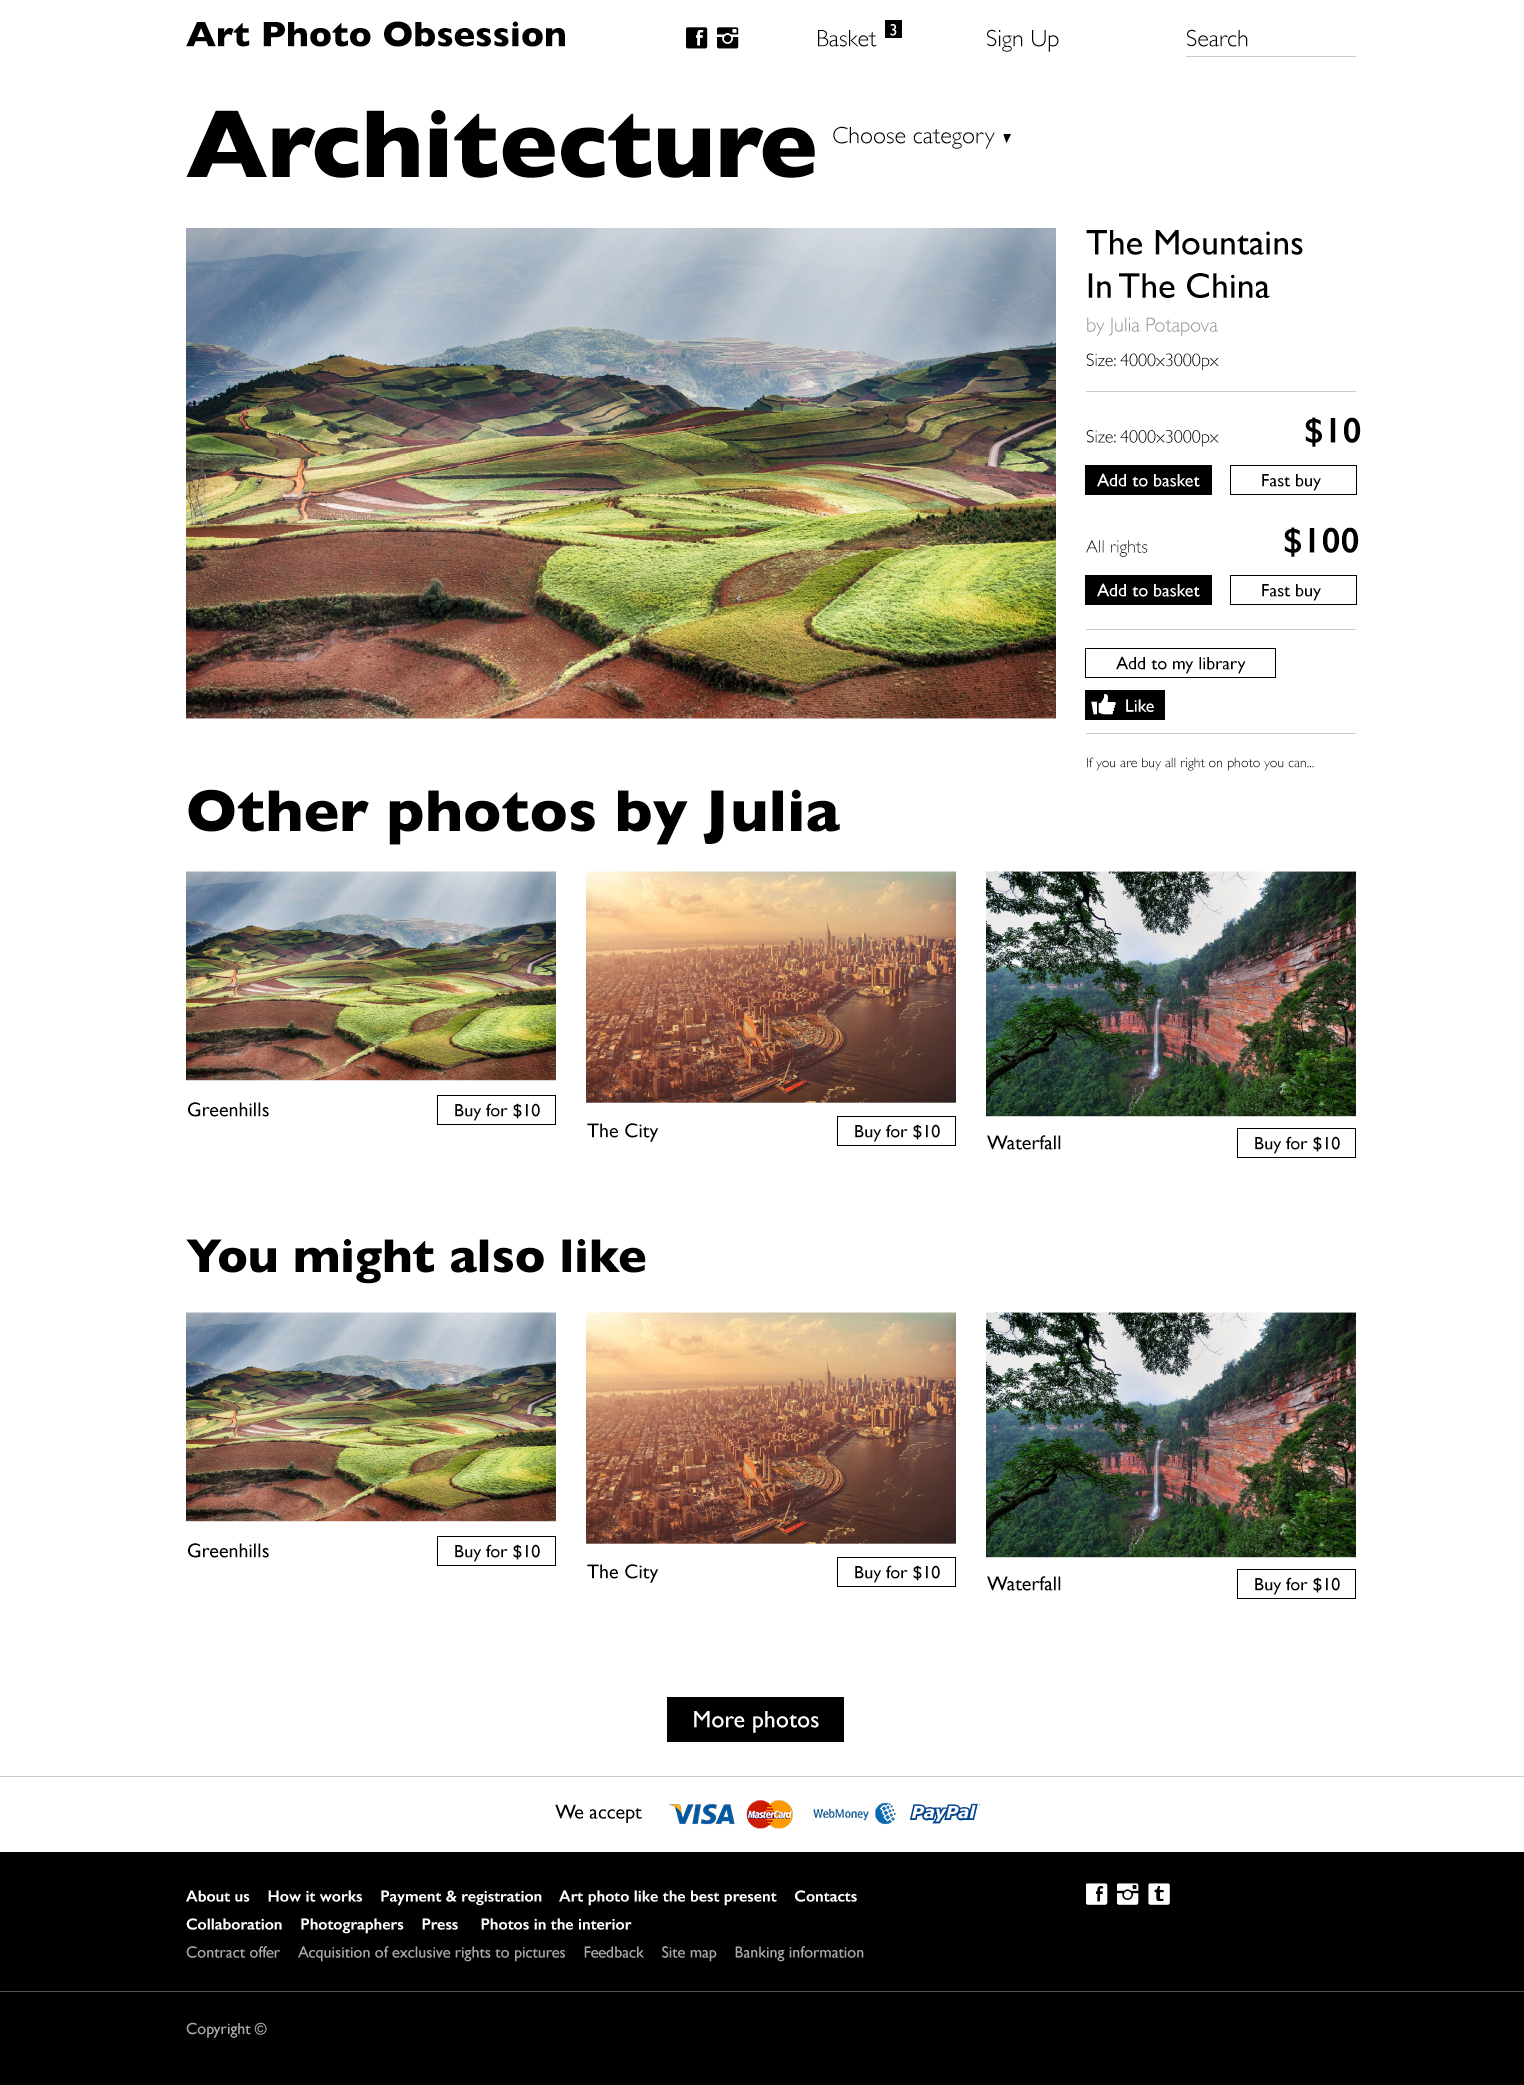 Art Photo Obsession
Basket 3
Sign Up
Search
Architecture
Choose category ▾
The Mountains
In The China
by Julia Potapova
Size: 4000x3000px
Size: 4000x3000px
$10
Add to basket
Fast buy
All rights
$100
Add to basket
Fast buy
Add to my library
Like
If you are buy all right on photo you can...
Other photos by Julia
Greenhills
Buy for $10
The City
Buy for $10
Waterfall
Buy for $10
You might also like
Greenhills
Buy for $10
The City
Buy for $10
Waterfall
Buy for $10
More photos
We accept
VISA
MasterCard
WebMoney
PayPal
About us How it works Payment & registration Art photo like the best present Contacts
Collaboration Photographers Press Photos in the interior
Contract offer Acquisition of exclusive rights to pictures Feedback Site map Banking information
Copyright ©